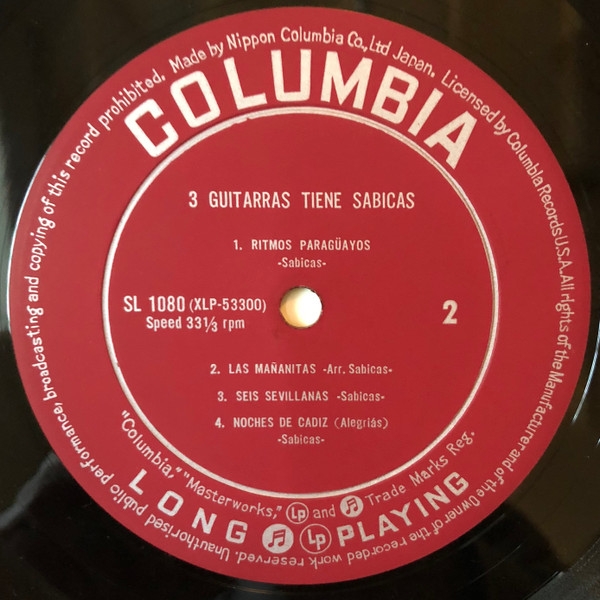 Made by Nippon Columbia Co., Ltd Japan. Licensed by Columbia Records U.S.A. All rights of the Manufacturer and of the Owner of the recorded work reserved. Unauthorised public performance, broadcasting and copying of this record prohibited.
COLUMBIA
3 GUITARRAS TIENE SABICAS
1. RITMOS PARAGÜAYOS
-Sabicas-
SL 1080 (XLP-53300)
Speed 33⅓ rpm
2
2. LAS MAÑANITAS -Arr. Sabicas-
3. SEIS SEVILLANAS -Sabicas-
4. NOCHES DE CADIZ (Alegriás)
-Sabicas-
"Columbia," "Masterworks," Lp and Trade Marks Reg.
LONG Lp PLAYING